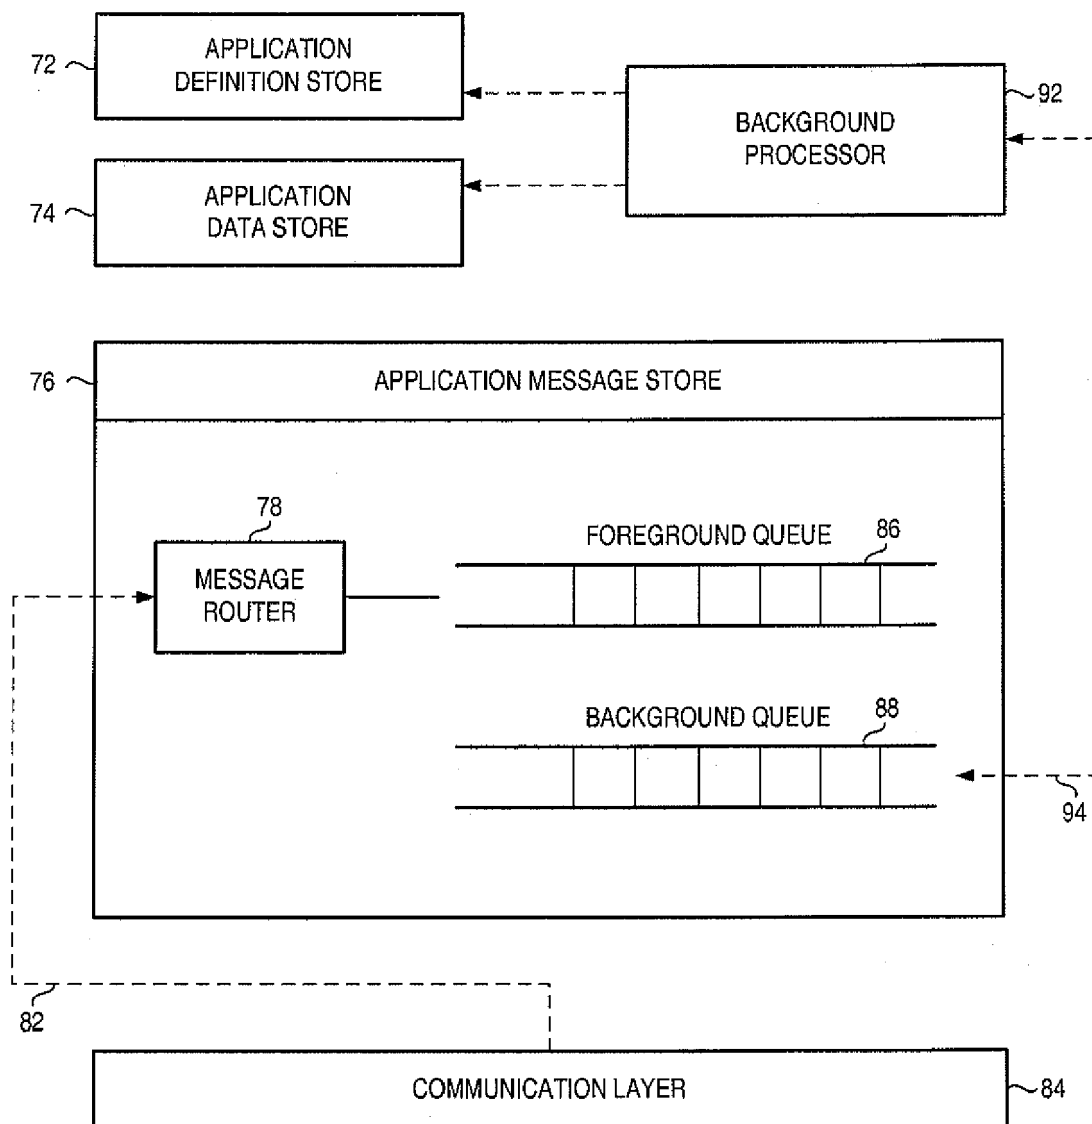 APPLICATION
DEFINITION STORE
72
BACKGROUND
PROCESSOR
92
APPLICATION
DATA STORE
74
76
APPLICATION MESSAGE STORE
78
MESSAGE
ROUTER
FOREGROUND QUEUE
86
BACKGROUND QUEUE
88
94
82
COMMUNICATION LAYER
84